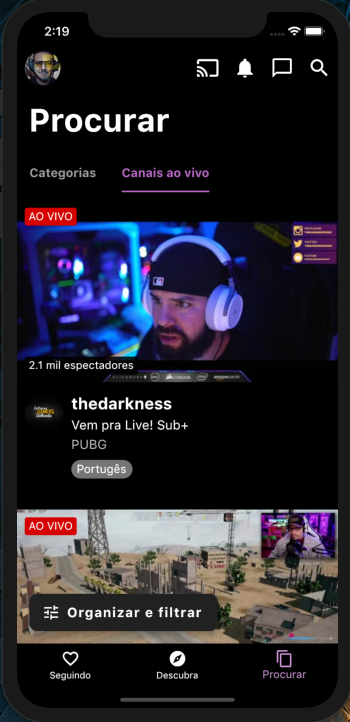 2:19
Procurar
Categorias
Canais ao vivo
AO VIVO
2.1 mil espectadores
thedarkness
Vem pra Live! Sub+
PUBG
Portugês
AO VIVO
Organizar e filtrar
Seguindo
Descubra
Procurar